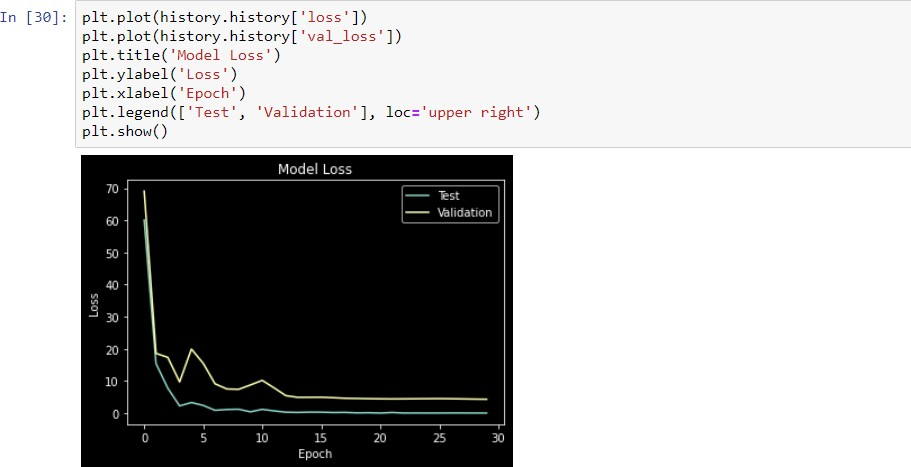 In [30]:
plt.plot(history.history['loss'])
plt.plot(history.history['val_loss'])
plt.title('Model Loss')
plt.ylabel('Loss')
plt.xlabel('Epoch')
plt.legend(['Test', 'Validation'], loc='upper right')
plt.show()
Model Loss
Test
Validation
70
60
50
40
30
20
10
0
Loss
0 5 10 15 20 25 30
Epoch